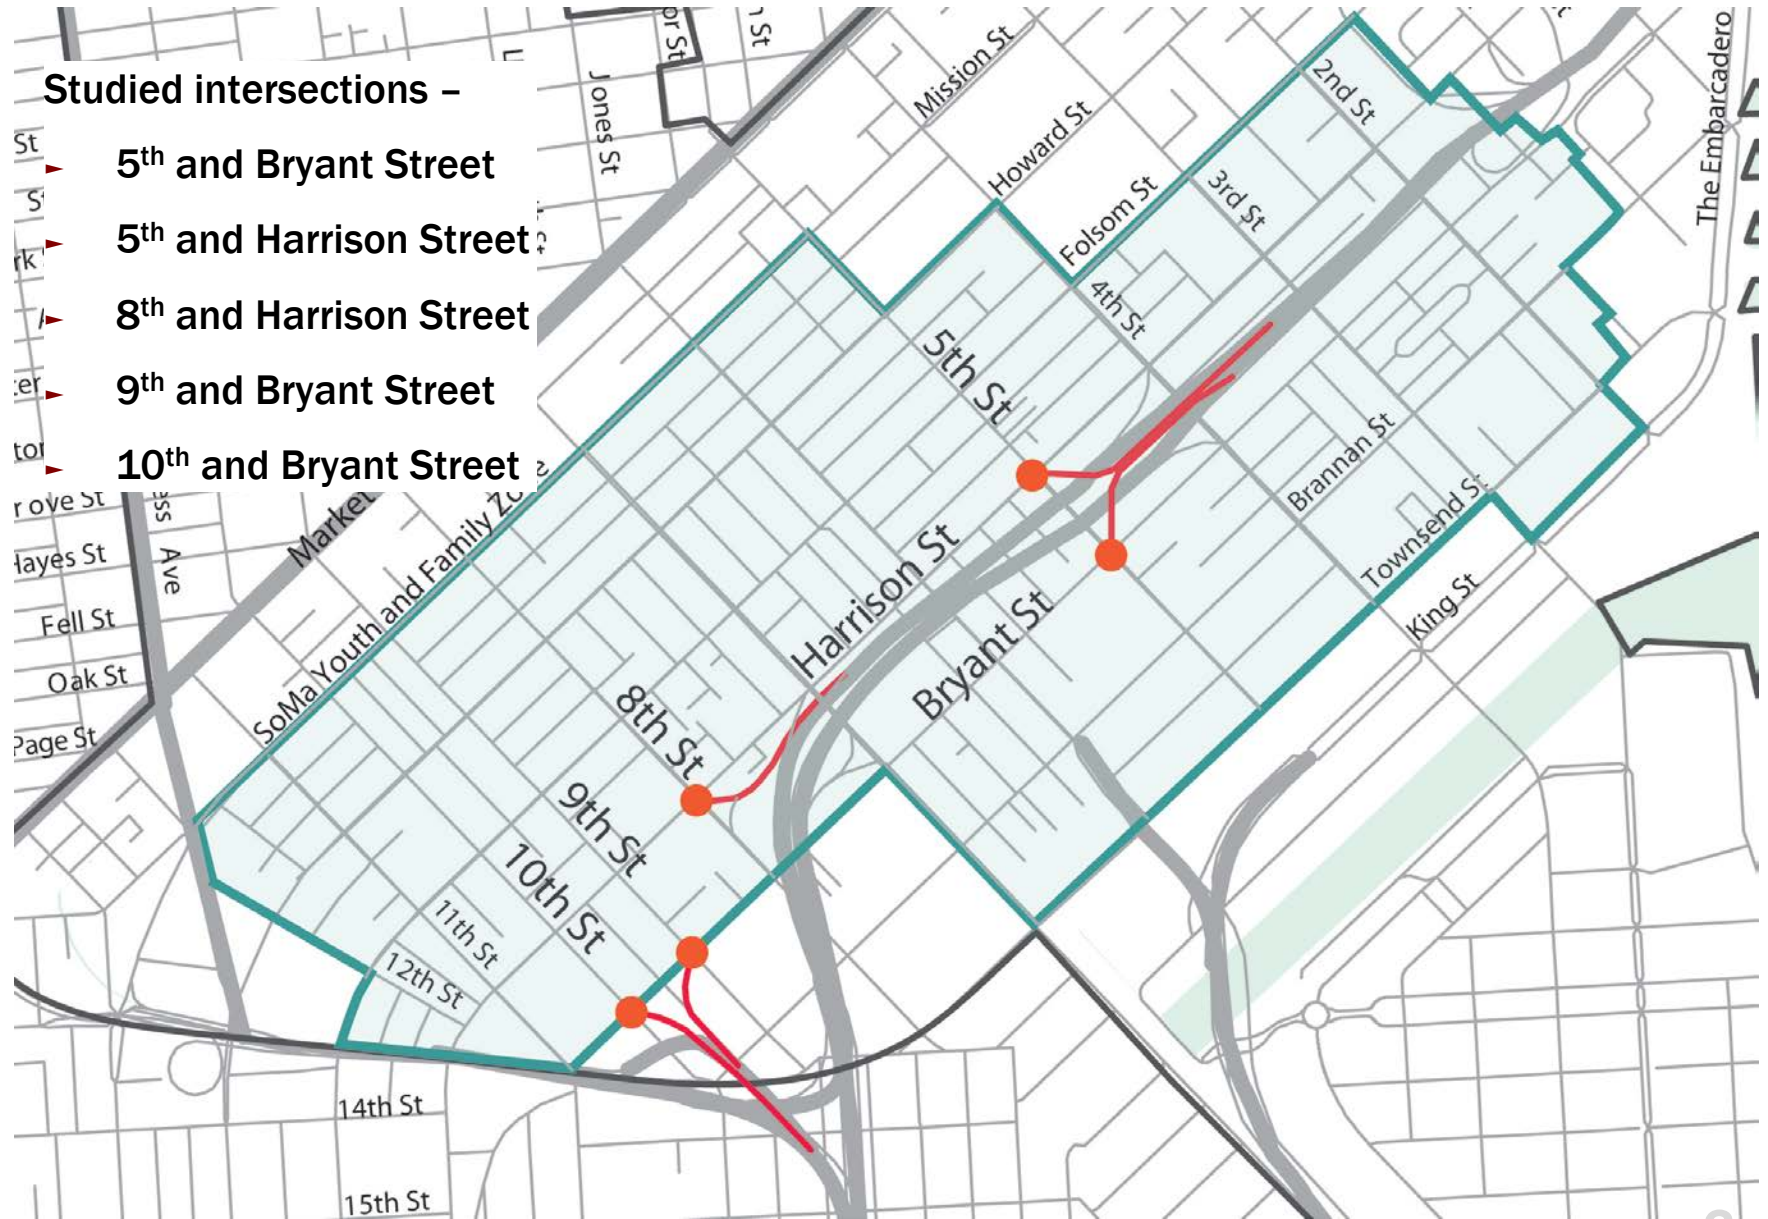 Studied intersections –
► 5th and Bryant Street
► 5th and Harrison Street
► 8th and Harrison Street
► 9th and Bryant Street
► 10th and Bryant Street
Jones St
Mission St
Howard St
Folsom St
2nd St
3rd St
4th St
5th St
The Embarcadero
Brannan St
Townsend St
King St
Harrison St
Bryant St
8th St
9th St
10th St
11th St
12th St
Market
SoMa Youth and Family Zo
St
Ave
Hayes St
Fell St
Oak St
Page St
14th St
15th St